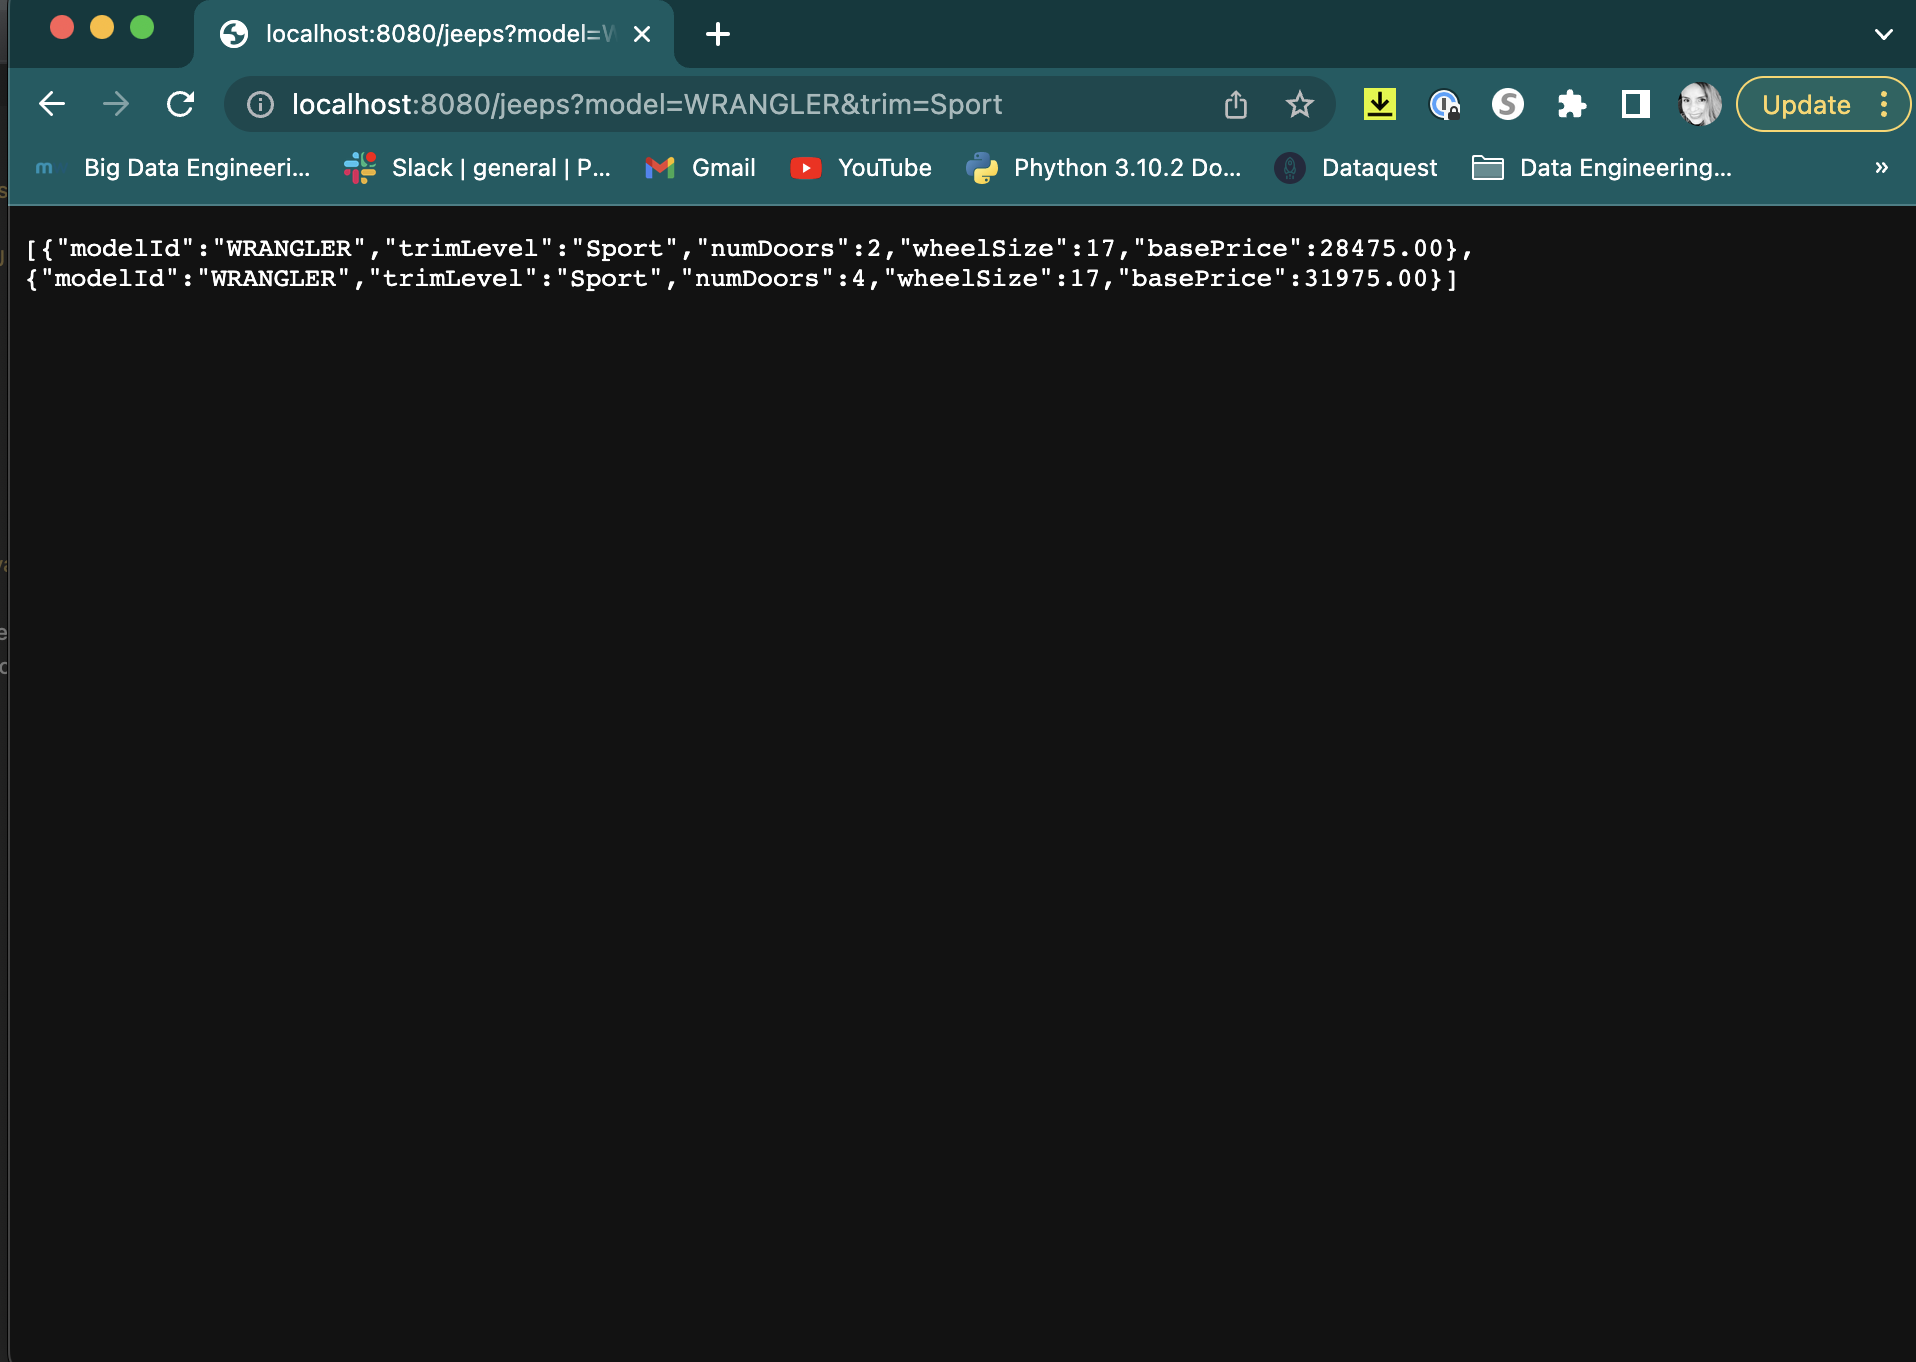 localhost:8080/jeeps?model=W
localhost:8080/jeeps?model=WRANGLER&trim=Sport
Update
m
Big Data Engineeri...
Slack | general | P...
Gmail
YouTube
Phython 3.10.2 Do...
Dataquest
Data Engineering...
»
[{"modelId":"WRANGLER","trimLevel":"Sport","numDoors":2,"wheelSize":17,"basePrice":28475.00},
{"modelId":"WRANGLER","trimLevel":"Sport","numDoors":4,"wheelSize":17,"basePrice":31975.00}]